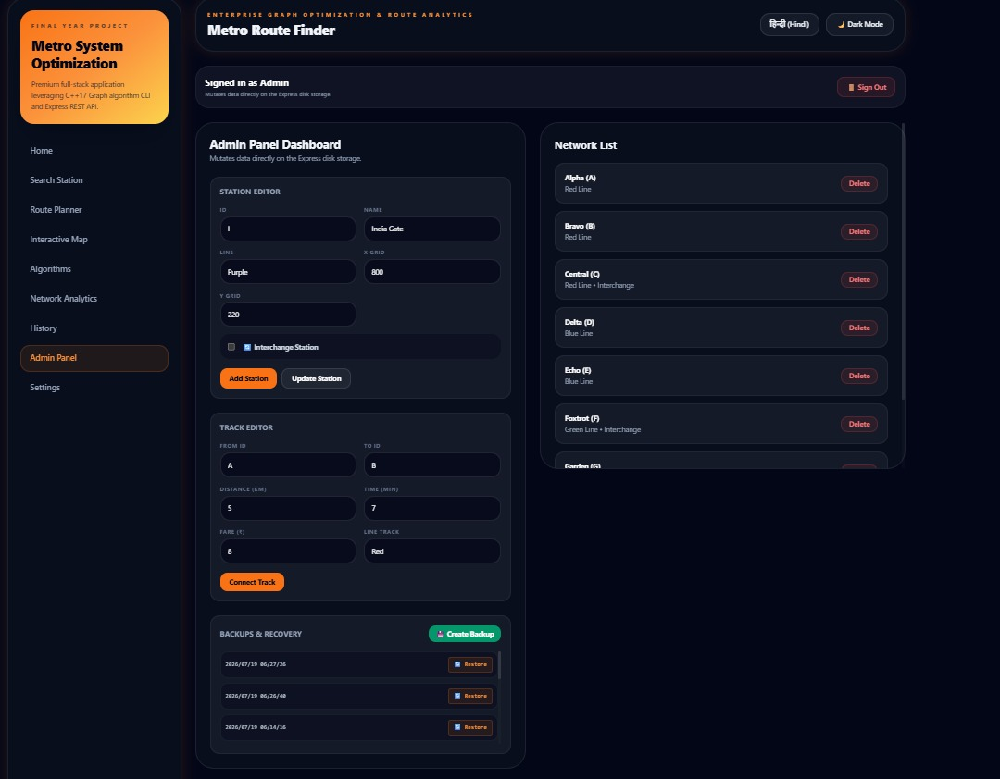 FINAL YEAR PROJECT
Metro System
Optimization
Premium full-stack application
leveraging C++17 Graph algorithm CLI
and Express REST API.
Home
Search Station
Route Planner
Interactive Map
Algorithms
Network Analytics
History
Admin Panel
Settings
ENTERPRISE GRAPH OPTIMIZATION & ROUTE ANALYTICS
Metro Route Finder
हिन्दी (Hindi)
Dark Mode
Signed in as Admin
Mutates data directly on the Express disk storage.
Sign Out
Admin Panel Dashboard
Mutates data directly on the Express disk storage.
STATION EDITOR
ID
NAME
I
India Gate
LINE
X GRID
Purple
800
Y GRID
220
Interchange Station
Add Station
Update Station
TRACK EDITOR
FROM ID
TO ID
A
B
DISTANCE (KM)
TIME (MIN)
5
7
FARE (₹)
LINE TRACK
8
Red
Connect Track
BACKUPS & RECOVERY
Create Backup
2026/07/19 06/27/26
Restore
2026/07/19 06/26/40
Restore
2026/07/19 06/14/16
Restore
Network List
Alpha (A)
Red Line
Delete
Bravo (B)
Red Line
Delete
Central (C)
Red Line • Interchange
Delete
Delta (D)
Blue Line
Delete
Echo (E)
Blue Line
Delete
Foxtrot (F)
Green Line • Interchange
Delete
Garden (G)